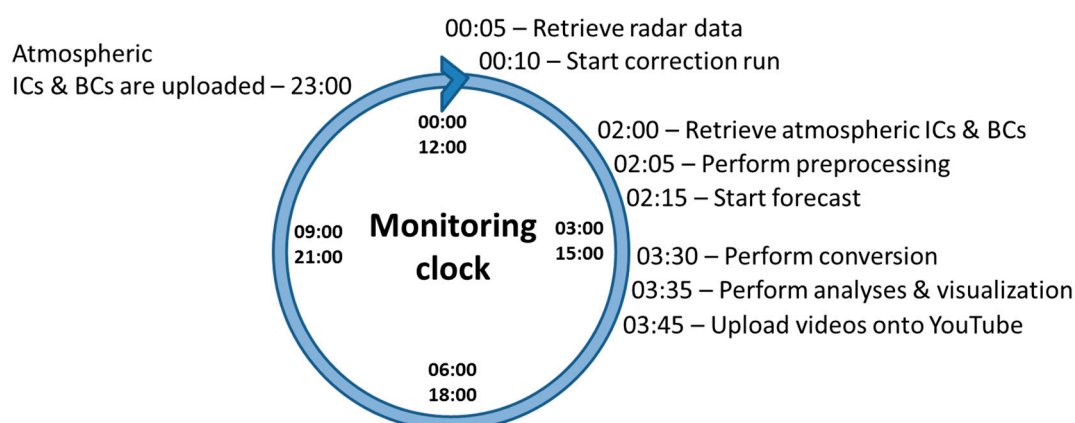 00:05 – Retrieve radar data
00:10 – Start correction run
Atmospheric
ICs & BCs are uploaded – 23:00
00:00
12:00
02:00 – Retrieve atmospheric ICs & BCs
02:05 – Perform preprocessing
02:15 – Start forecast
09:00
21:00
Monitoring
clock
03:00
15:00
03:30 – Perform conversion
03:35 – Perform analyses & visualization
03:45 – Upload videos onto YouTube
06:00
18:00